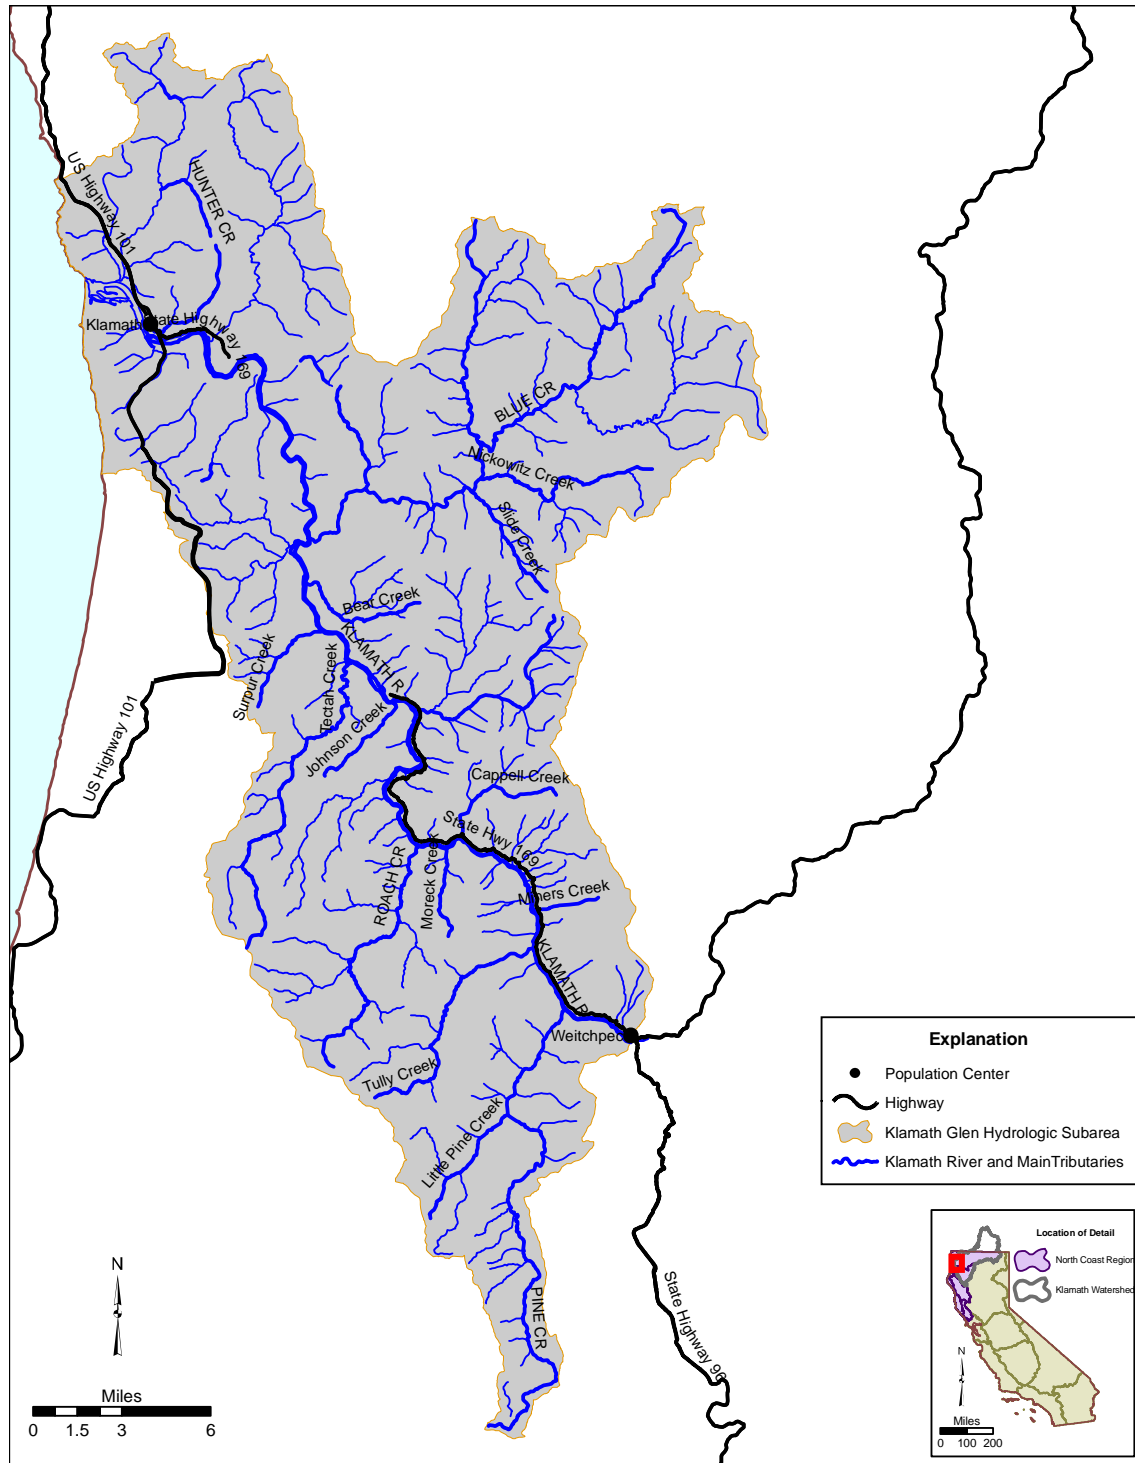 US Highway 101
HUNTER CR
Klamath
State Highway 169
BLUE CR
Nickowitz Creek
Slide Creek
Bear Creek
KLAMATH R
Surpur Creek
Tectah Creek
Johnson Creek
US Highway 101
Cappell Creek
State Hwy 169
ROACH CR
Moreck Creek
Miners Creek
KLAMATH R
Weitchpec
Tully Creek
Little Pine Creek
PINE CR
State Highway 96
Explanation
Population Center
Highway
Klamath Glen Hydrologic Subarea
Klamath River and MainTributaries
N
Miles
0 1.5 3 6
Location of Detail
North Coast Region
Klamath Watershed
N
Miles
0 100 200